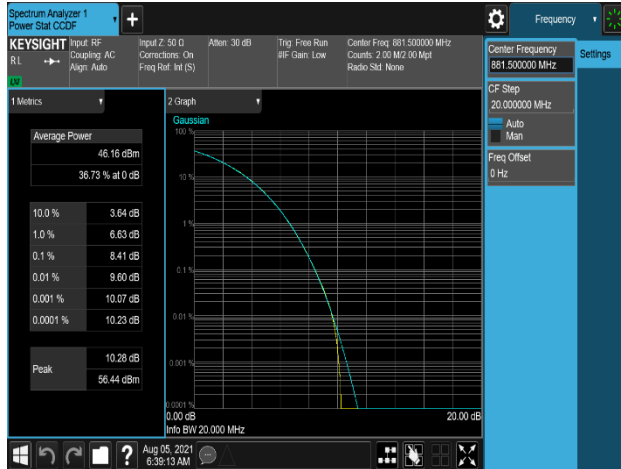 Spectrum Analyzer 1
Power Stat CCDF
Frequency
KEYSIGHT
R L
LW
Input: RF
Coupling: AC
Align: Auto
Input Z: 50 Ω
Corrections: On
Freq Ref: Int (S)
Atten: 30 dB
Trig: Free Run
#IF Gain: Low
Center Freq: 881.500000 MHz
Counts: 2.00 M/2.00 Mpt
Radio Std: None
Center Frequency
881.500000 MHz
Settings
CF Step
20.000000 MHz
Auto
Man
Freq Offset
0 Hz
1 Metrics
Average Power
46.16 dBm
36.73 % at 0 dB
10.0 % 3.64 dB
1.0 % 6.63 dB
0.1 % 8.41 dB
0.01 % 9.60 dB
0.001 % 10.07 dB
0.0001 % 10.23 dB
Peak
10.28 dB
56.44 dBm
2 Graph
Gaussian
100 %
10 %
1 %
0.1 %
0.01 %
0.001 %
0.0001 %
0.00 dB 20.00 dB
Info BW 20.000 MHz
? Aug 05, 2021
6:39:13 AM